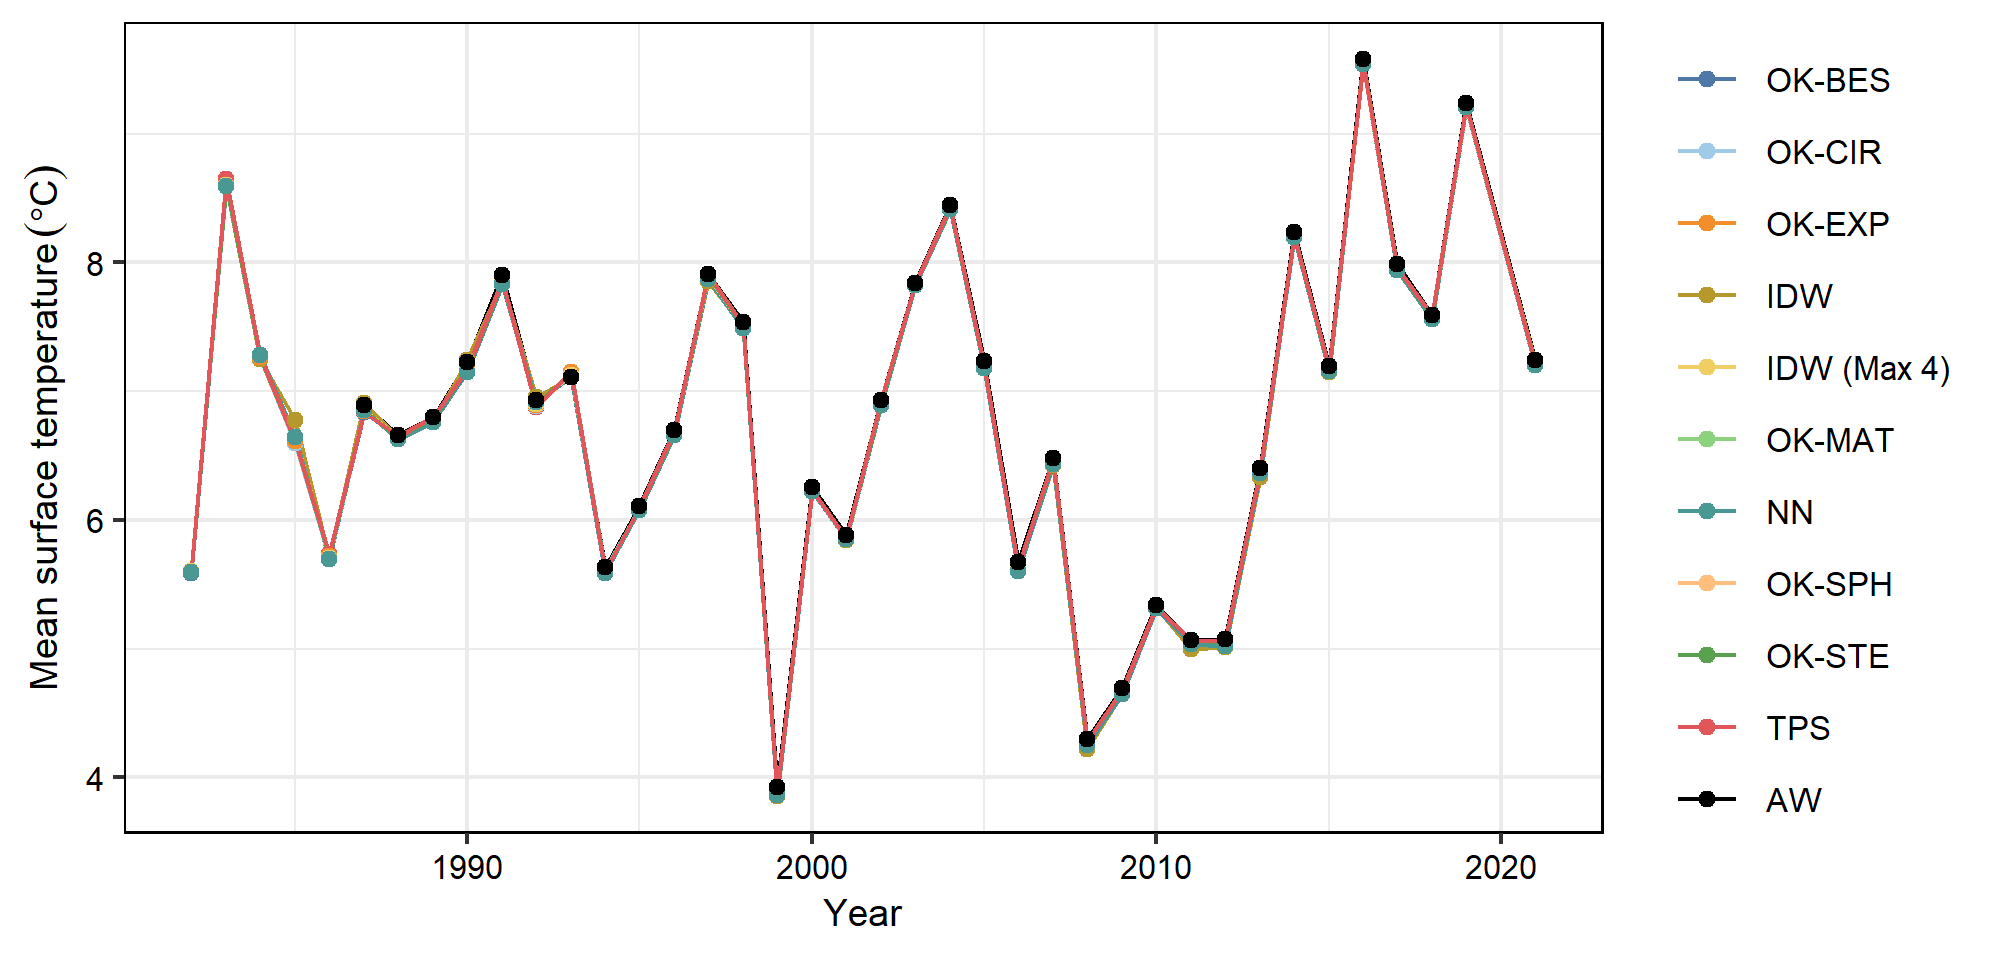 Mean surface temperature (°C)
8
6
4
1990
2000
2010
2020
Year
OK-BES
OK-CIR
OK-EXP
IDW
IDW (Max 4)
OK-MAT
NN
OK-SPH
OK-STE
TPS
AW